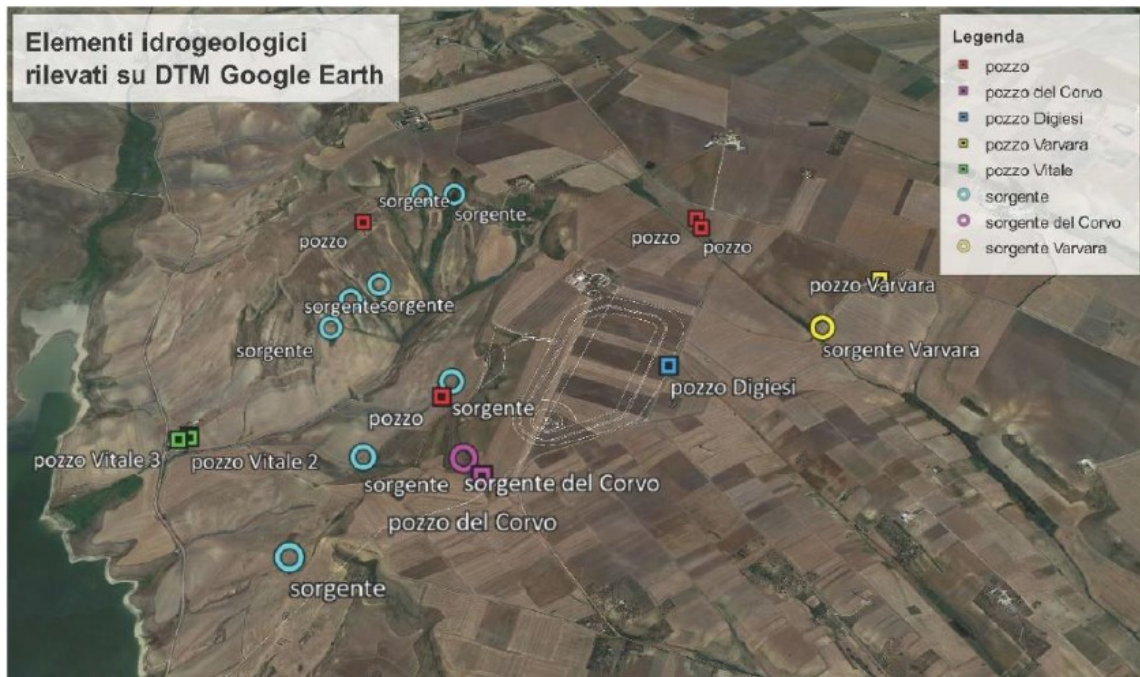 Elementi idrogeologici
rilevati su DTM Google Earth
Legenda
pozzo
pozzo del Corvo
pozzo Digiesi
pozzo Varvara
pozzo Vitale
sorgente
sorgente del Corvo
sorgente Varvara
sorgente
sorgente
pozzo
pozzo
pozzo
pozzo Varvara
sorgente
sorgente
sorgente
sorgente Varvara
pozzo Digiesi
pozzo
sorgente
pozzo Vitale 3
pozzo Vitale 2
sorgente
sorgente del Corvo
pozzo del Corvo
sorgente